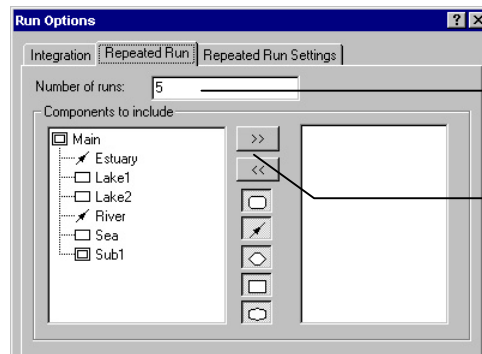 Run Options ? ×
Integration Repeated Run Repeated Run Settings
Number of runs: 5
Components to include
Main
Estuary
Lake1
Lake2
River
Sea
Sub1
>>
<<